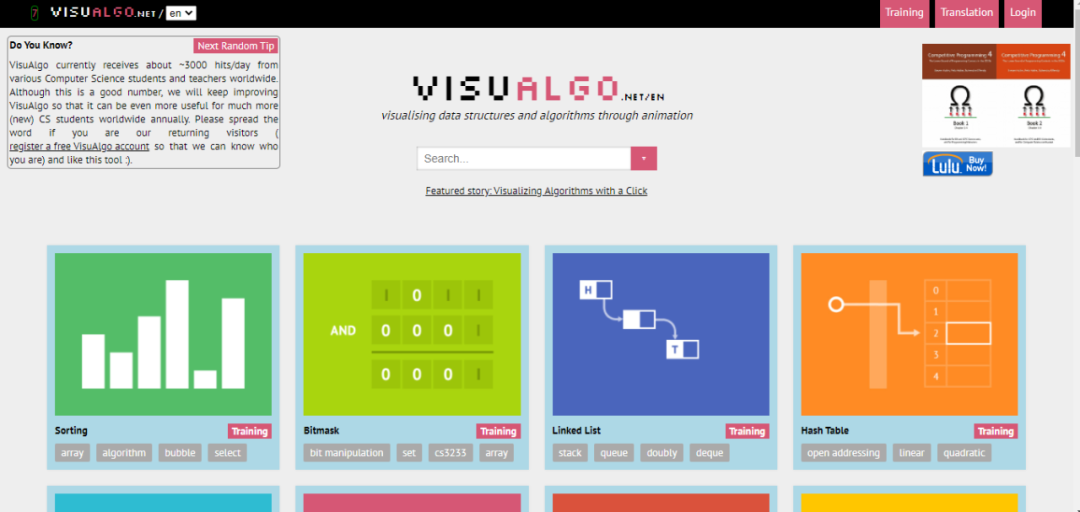 7 VISUALGO.NET / en
Training Translation Login
Do You Know? Next Random Tip
VisuAlgo currently receives about ~3000 hits/day from
various Computer Science students and teachers worldwide.
Although this is a good number, we will keep improving
VisuAlgo so that it can be even more useful for much more
(new) CS students worldwide annually. Please spread the
word if you are our returning visitors (
register a free VisuAlgo account so that we can know who
you are) and like this tool :).
VISUALGO.NET/EN
visualising data structures and algorithms through animation
Search...
Featured story: Visualizing Algorithms with a Click
Competitive Programming 4 Competitive Programming 4
Book 1 Book 2
Lulu Buy
Now!
1 0 1 1
AND 0 0 0 1
0 0 0 1
H
T
0
1
2
3
4
Sorting Training
array algorithm bubble select
Bitmask Training
bit manipulation set cs3233 array
Linked List Training
stack queue doubly deque
Hash Table Training
open addressing linear quadratic